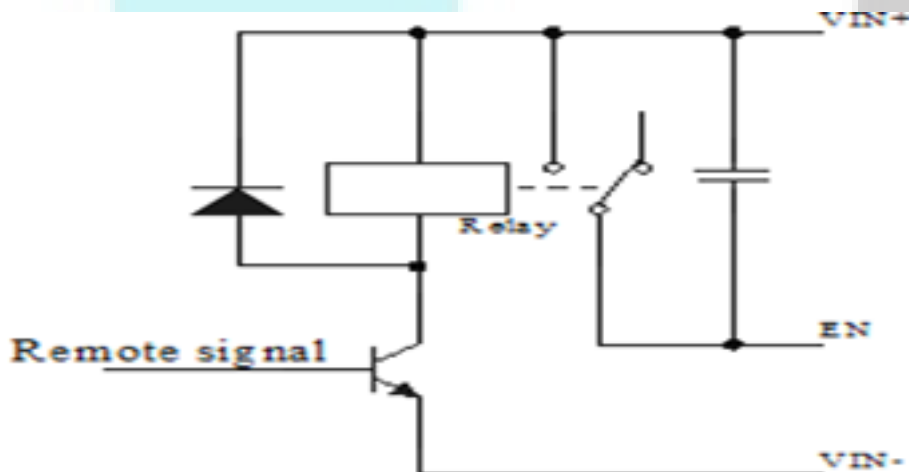 VIN+
Relay
EN
Remote signal
VIN-